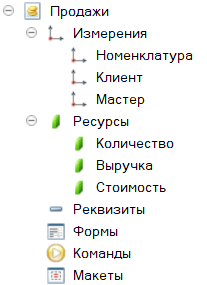 Продажи
Измерения
Номенклатура
Клиент
Мастер
Ресурсы
Количество
Выручка
Стоимость
Реквизиты
Формы
Команды
Макеты